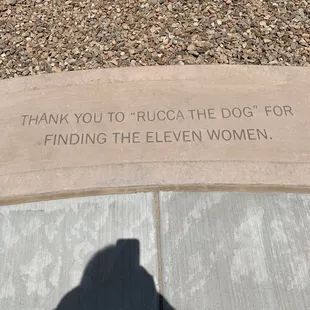 THANK YOU TO "RUCCA THE DOG" FOR
FINDING THE ELEVEN WOMEN.